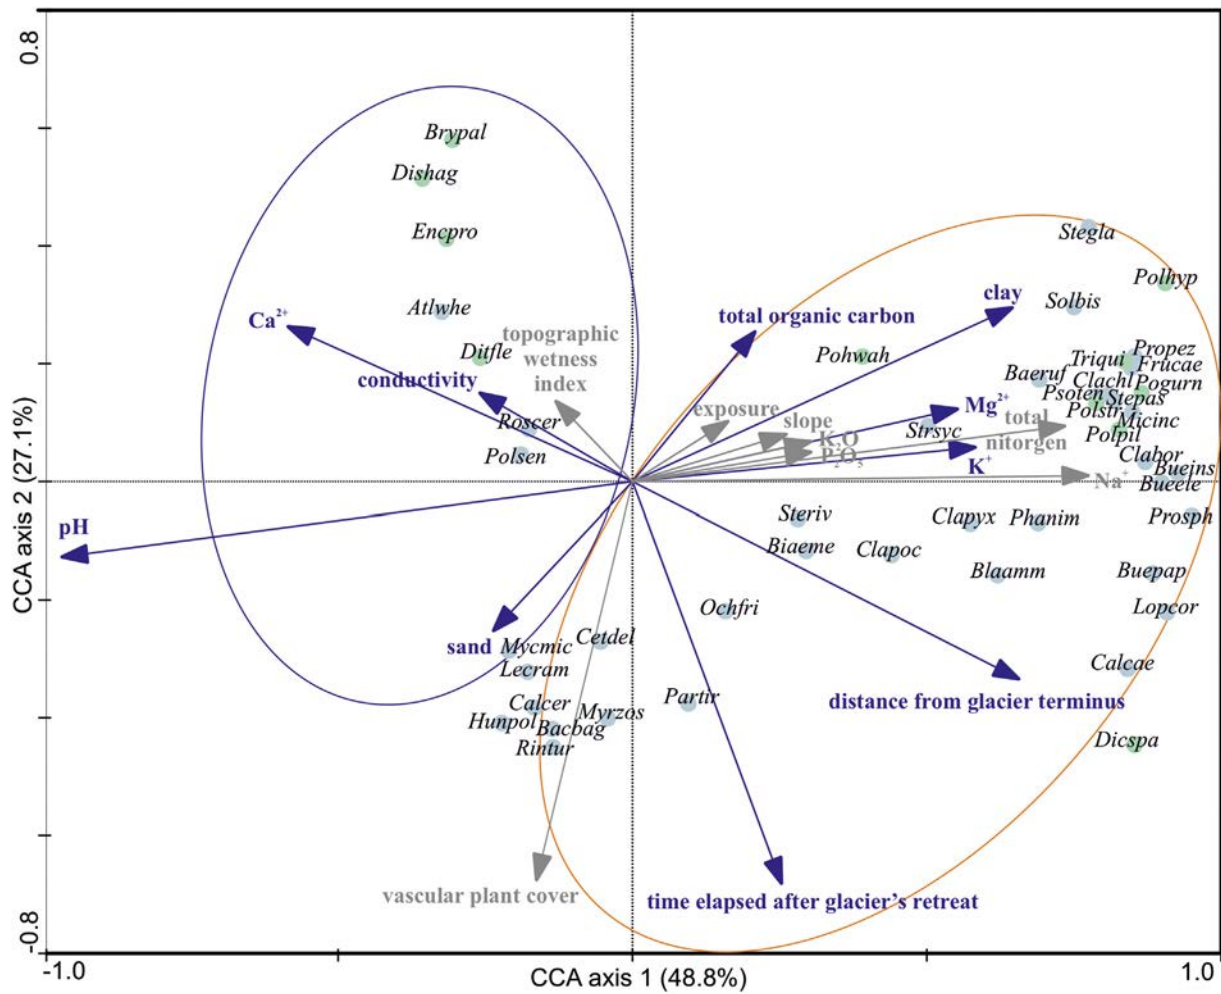 0.8
Brypal
Dishag
Encpro
Stegla
Polhyp
Atlwhe
clay
Solbis
Ca²⁺
total organic carbon
topographic
wetness
index
Ditfle
Pohwah
Propez
Triqui
Frucae
conductivity
Baeruf
Clachl
Pogurn
Psoten
Stepas
exposure
Mg²⁺
Polstr
Micinc
Roscer
slope
total
nitorgen
Strsyc
K₂O
Polpil
Polsen
P₂O₅
K⁺
Clabor
Bueins
Na⁺
Bueele
CCA axis 2 (27.1%)
pH
Steriv
Clapyx
Phanim
Prosph
Biaeme
Clapoc
Blaamm
Buepap
Ochfri
Lopcor
sand
Mycmic
Cetdel
Lecram
Calcae
Calcer
Partir
distance from glacier terminus
Hunpol
Myrzos
Bacbag
Rintur
Dicspa
vascular plant cover
time elapsed after glacier's retreat
-0.8
-1.0
CCA axis 1 (48.8%)
1.0